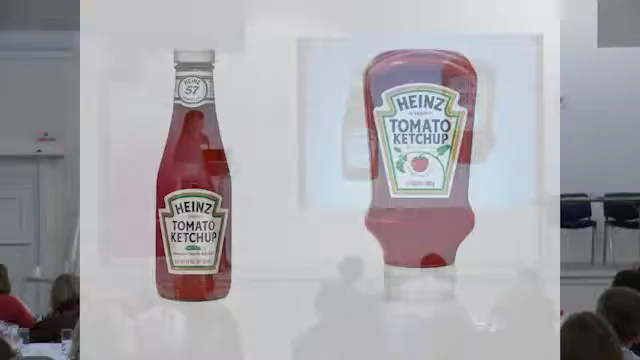 HEINZ
57
HEINZ
TOMATO
KETCHUP
HEINZ
TOMATO
KETCHUP